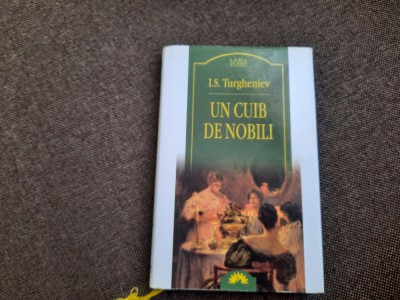 I.S. Turgheniev
UN CUIB
DE NOBILI